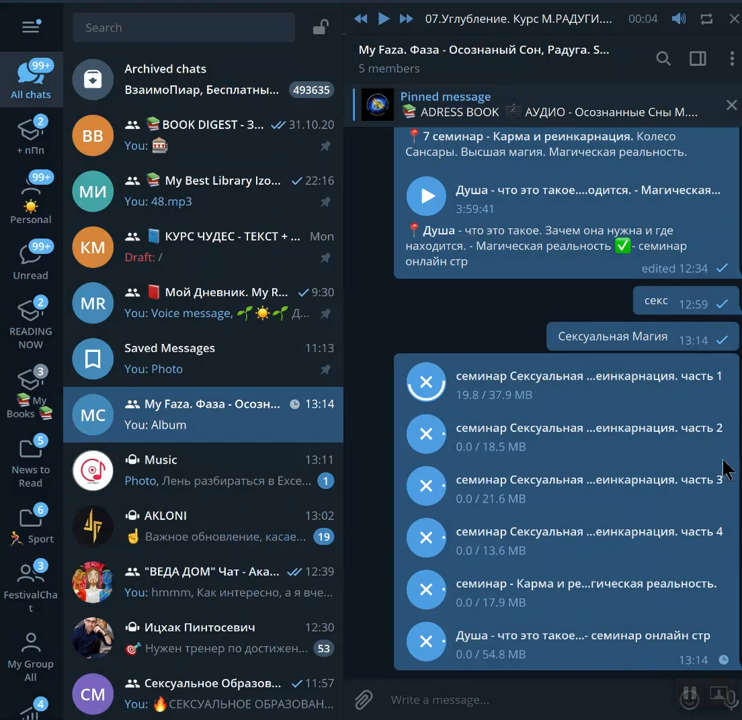 99+
All chats
2
+ пПп
99+
Personal
99+
Unread
2
READING
NOW
3
My
Books
5
News to
Read
6
Sport
3
FestivalCha
t
My Group
All
4
Search
Archived chats
ВзаимоПиар, Бесплатны... 493635
BB BOOK DIGEST - З... 31.10.20
You:
МИ My Best Library Izo... 22:16
You: 48.mp3
КМ КУРС ЧУДЕС - ТЕКСТ + ... Mon
Draft: /
MR Мой Дневник. My R... 9:30
You: Voice message, Д...
Saved Messages 11:13
You: Photo
МС My Faza. Фаза - Осозн... 13:14
You: Album
Music 13:11
Photo, Лень разбираться в Exce... 1
AKLONI 13:02
Важное обновление, касае... 19
"ВЕДА ДОМ" Чат - Ака... 12:39
You: hmmm, Как интересно, а я вче...
Ицхак Пинтосевич 12:30
Нужен тренер по достижен... 53
СМ Сексуальное Образов... 11:57
You: СЕКСУАЛЬНОЕ ОБРАЗОВАН...
07.Углубление. Курс М.РАДУГИ.... 00:04
My Faza. Фаза - Осознаный Сон, Радуга. S...
5 members
Pinned message
ADRESS BOOK АУДИО - Осознанные Сны М....
7 семинар - Карма и реинкарнация. Колесо
Сансары. Высшая магия. Магическая реальность.
Душа - что это такое....одится. - Магическая...
3:59:41
Душа - что это такое. Зачем она нужна и где
находится. - Магическая реальность - семинар
онлайн стр
edited 12:34
секс 12:59
Сексуальная Магия 13:14
семинар Сексуальная ...еинкарнация. часть 1
19.8 / 37.9 MB
семинар Сексуальная ...еинкарнация. часть 2
0.0 / 18.5 MB
семинар Сексуальная ...еинкарнация. часть 3
0.0 / 21.6 MB
семинар Сексуальная ...еинкарнация. часть 4
0.0 / 13.6 MB
семинар - Карма и ре...гическая реальность.
0.0 / 17.9 MB
Душа - что это такое...- семинар онлайн стр
0.0 / 54.8 MB
13:14
Write a message...